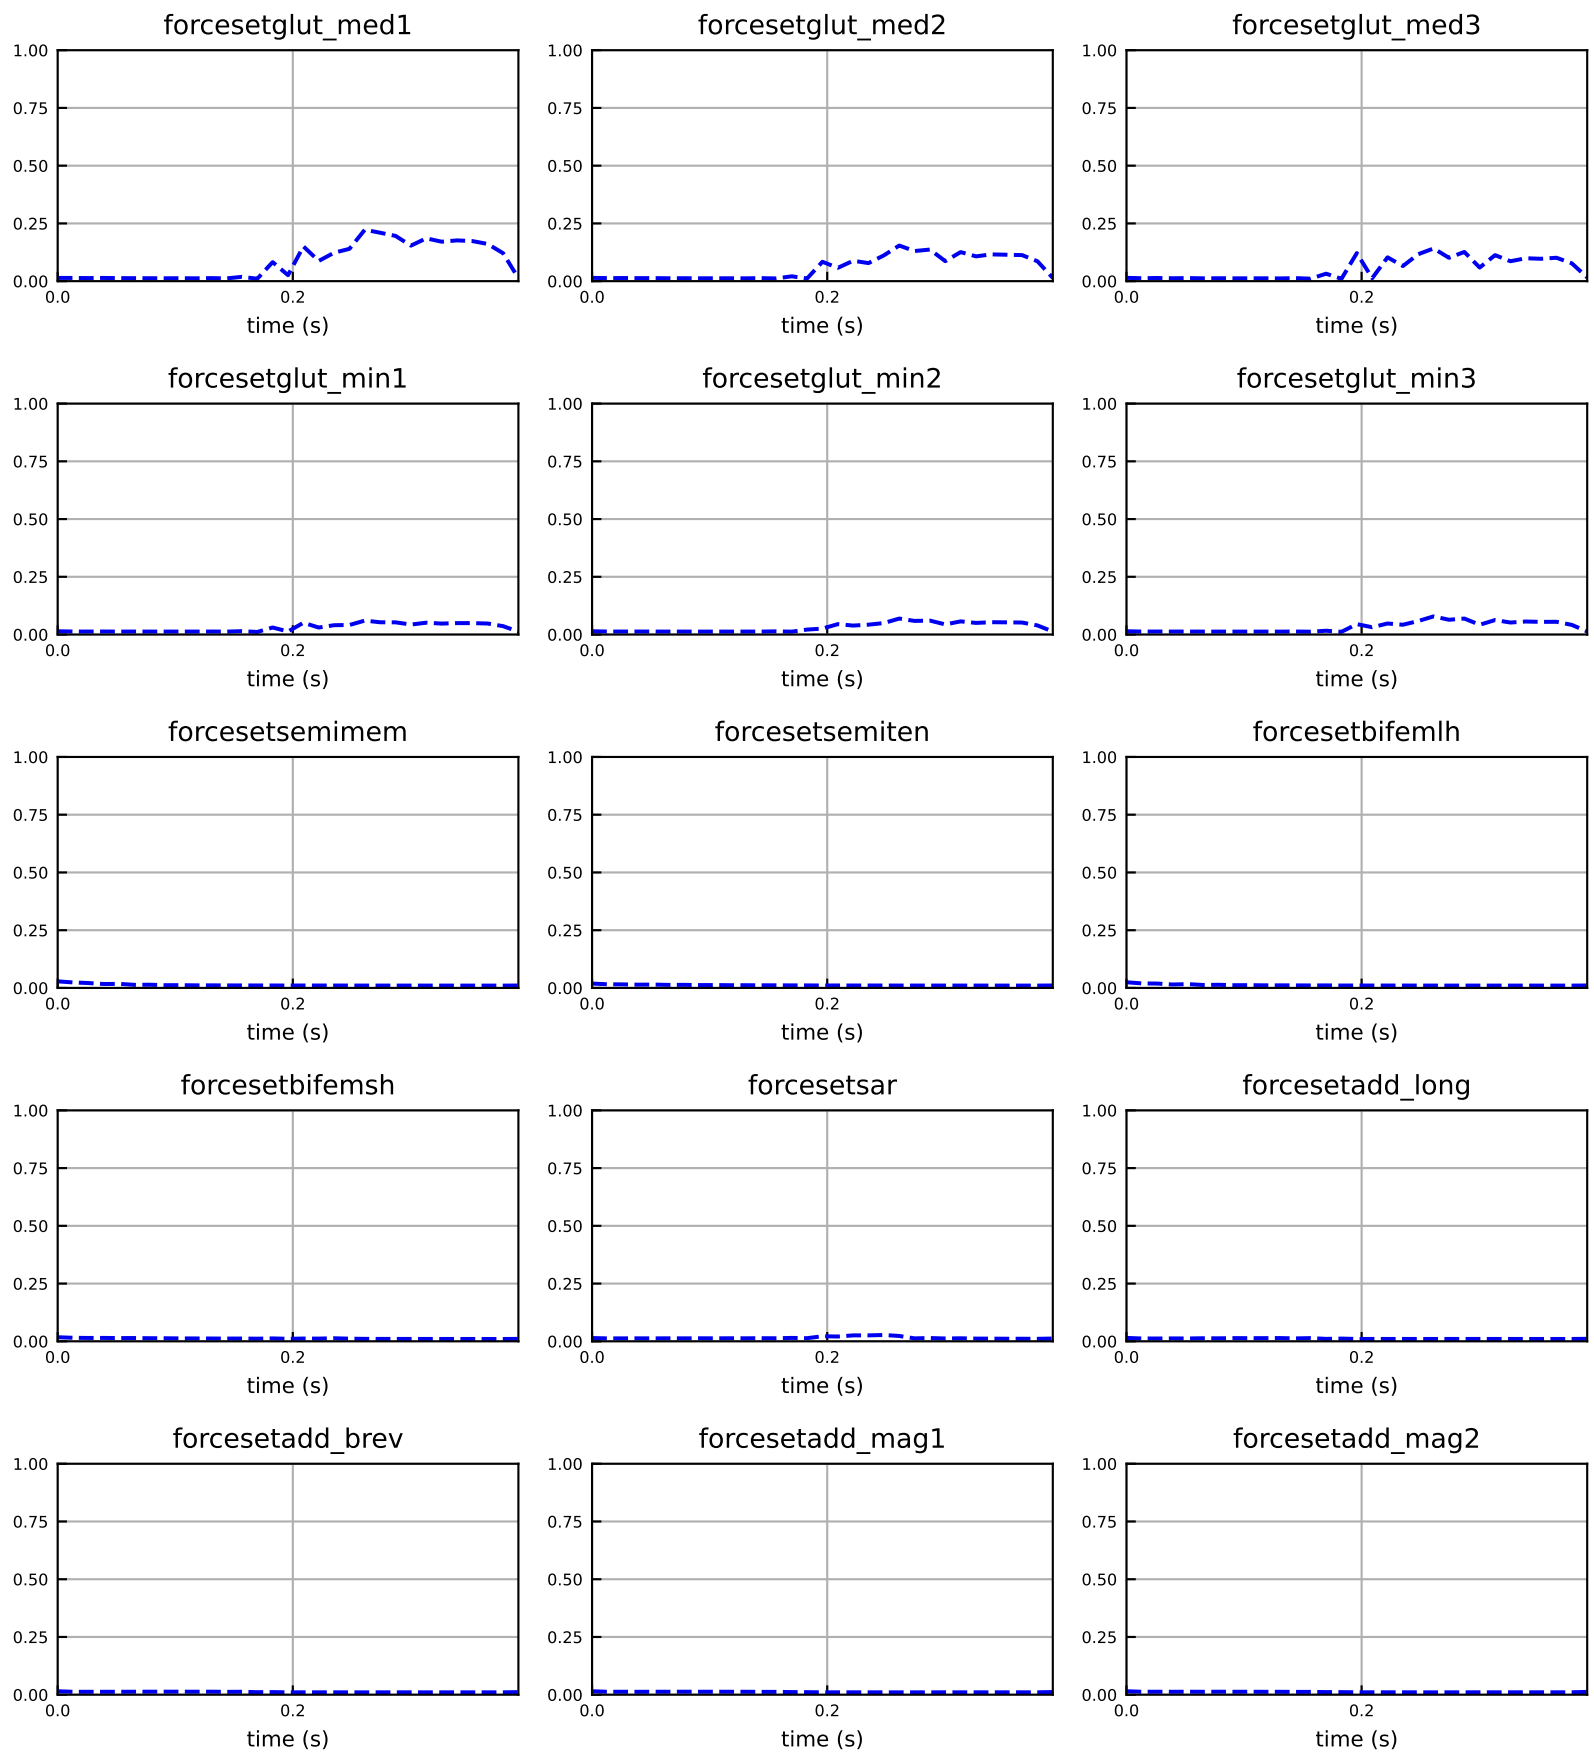 forcesetglut_med1 forcesetglut_med2 forcesetglut_med3
1.00 1.00 1.00
0.75 0.75 0.75
0.50 0.50 0.50
0.25 0.25 0.25
0.00 0.00 0.00
0.0 0.2 0.0 0.2 0.0 0.2
time (s) time (s) time (s)
forcesetglut_min1 forcesetglut_min2 forcesetglut_min3
1.00 1.00 1.00
0.75 0.75 0.75
0.50 0.50 0.50
0.25 0.25 0.25
0.00 0.00 0.00
0.0 0.2 0.0 0.2 0.0 0.2
time (s) time (s) time (s)
forcesetsemimem forcesetsemiten forcesetbifemlh
1.00 1.00 1.00
0.75 0.75 0.75
0.50 0.50 0.50
0.25 0.25 0.25
0.00 0.00 0.00
0.0 0.2 0.0 0.2 0.0 0.2
time (s) time (s) time (s)
forcesetbifemsh forcesetsar forcesetadd_long
1.00 1.00 1.00
0.75 0.75 0.75
0.50 0.50 0.50
0.25 0.25 0.25
0.00 0.00 0.00
0.0 0.2 0.0 0.2 0.0 0.2
time (s) time (s) time (s)
forcesetadd_brev forcesetadd_mag1 forcesetadd_mag2
1.00 1.00 1.00
0.75 0.75 0.75
0.50 0.50 0.50
0.25 0.25 0.25
0.00 0.00 0.00
0.0 0.2 0.0 0.2 0.0 0.2
time (s) time (s) time (s)